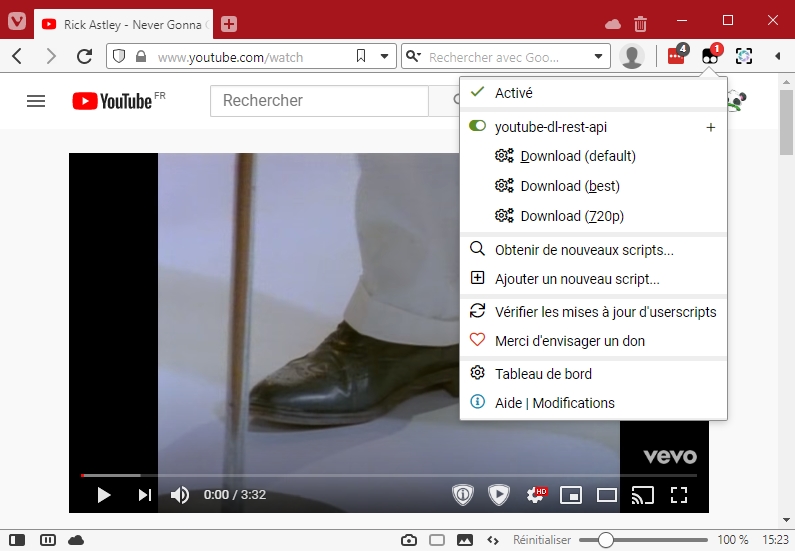 Rick Astley - Never Gonna
www.youtube.com/watch
Rechercher avec Goo...
4
1
YouTube FR
Rechercher
Activé
youtube-dl-rest-api
Download (default)
Download (best)
Download (720p)
Obtenir de nouveaux scripts...
Ajouter un nouveau script...
Vérifier les mises à jour d'userscripts
Merci d'envisager un don
Tableau de bord
Aide | Modifications
vevo
0:00 / 3:32
HD
Réinitialiser
100 %
15:23